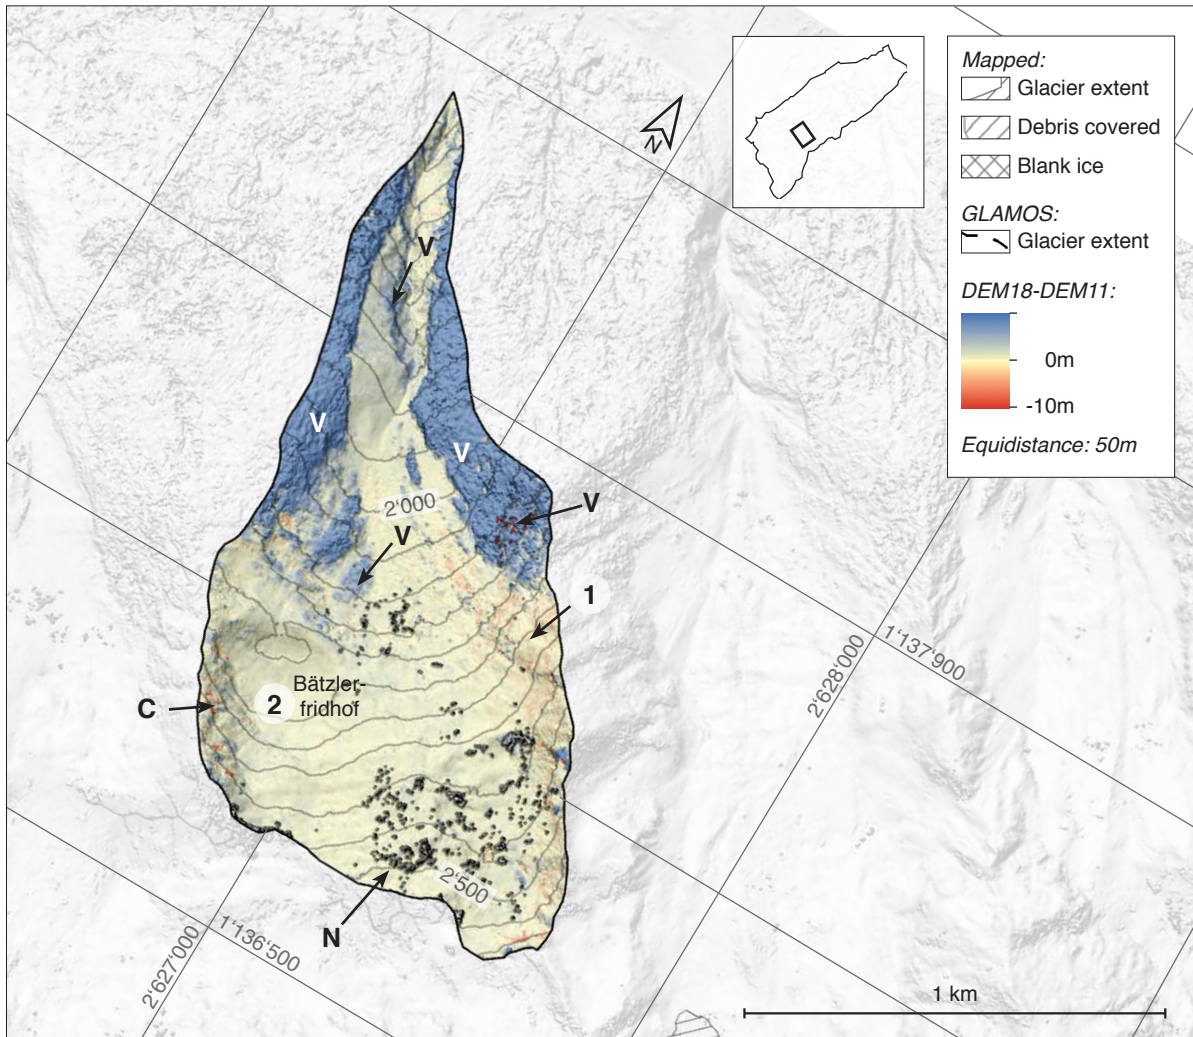 Mapped:
Glacier extent
Debris covered
Blank ice
GLAMOS:
Glacier extent
DEM18-DEM11:
0m
-10m
Equidistance: 50m
N
V
V
V
2'000
V
V
1
1'137'900
2'628'000
C
2
Bätzler-
fridhof
2'500
N
1'136'500
2'627'000
1 km